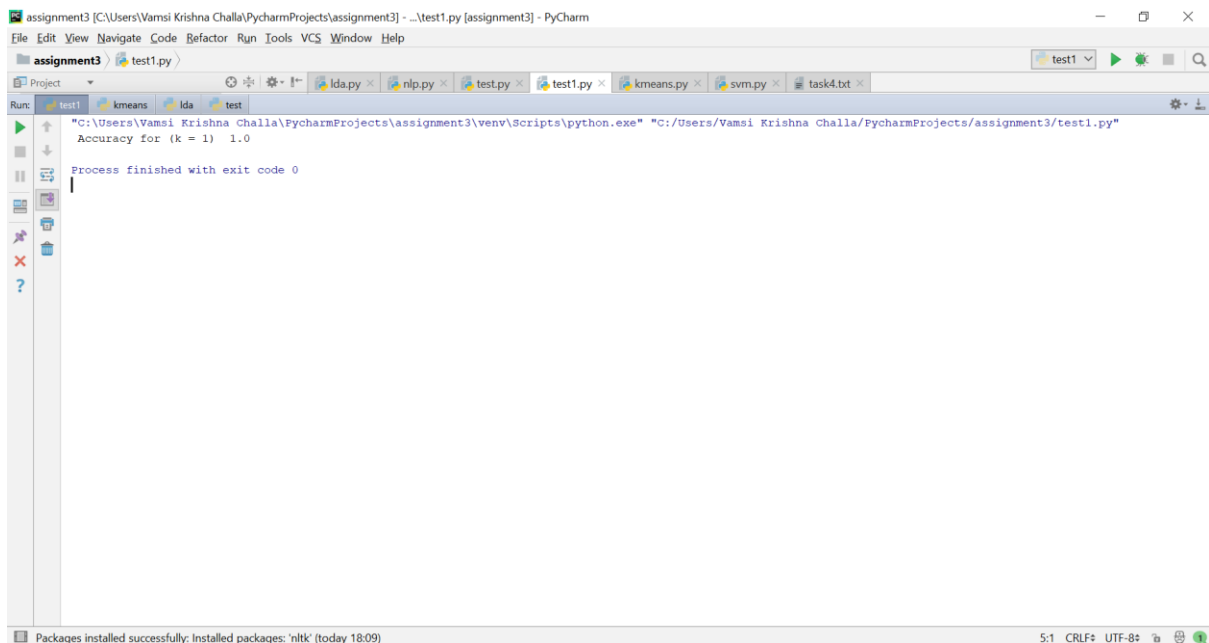 assignment3 [C:\Users\Vamsi Krishna Challa\PycharmProjects\assignment3] - ...\test1.py [assignment3] - PyCharm
File Edit View Navigate Code Refactor Run Tools VCS Window Help
assignment3 test1.py test1
Project lda.py nlp.py test.py test1.py kmeans.py svm.py task4.txt
Run: test1 kmeans lda test
"C:\Users\Vamsi Krishna Challa\PycharmProjects\assignment3\venv\Scripts\python.exe" "C:/Users/Vamsi Krishna Challa/PycharmProjects/assignment3/test1.py"
Accuracy for (k = 1) 1.0
Process finished with exit code 0
Packages installed successfully: Installed packages: 'nltk' (today 18:09) 5:1 CRLF UTF-8 1